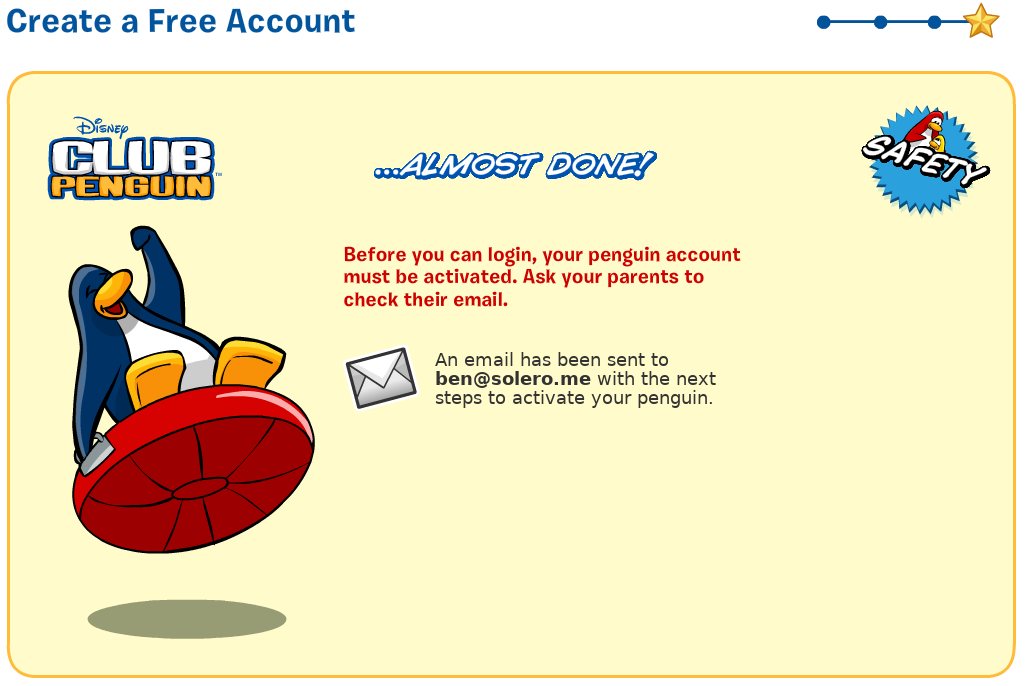 Create a Free Account
Disney
CLUB
PENGUIN
™
...ALMOST DONE!
SAFETY
Before you can login, your penguin account
must be activated. Ask your parents to
check their email.
An email has been sent to
ben@solero.me with the next
steps to activate your penguin.